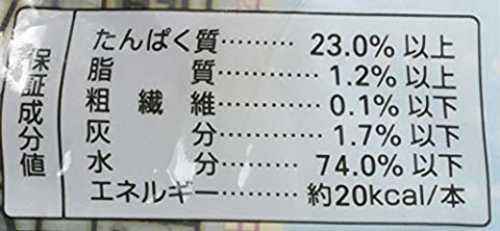 保証成分値
たんぱく質……… 23.0% 以上
脂質……… 1.2% 以上
粗繊維……… 0.1% 以下
灰分……… 1.7% 以下
水分……… 74.0% 以下
エネルギー……… 約20kcal/本